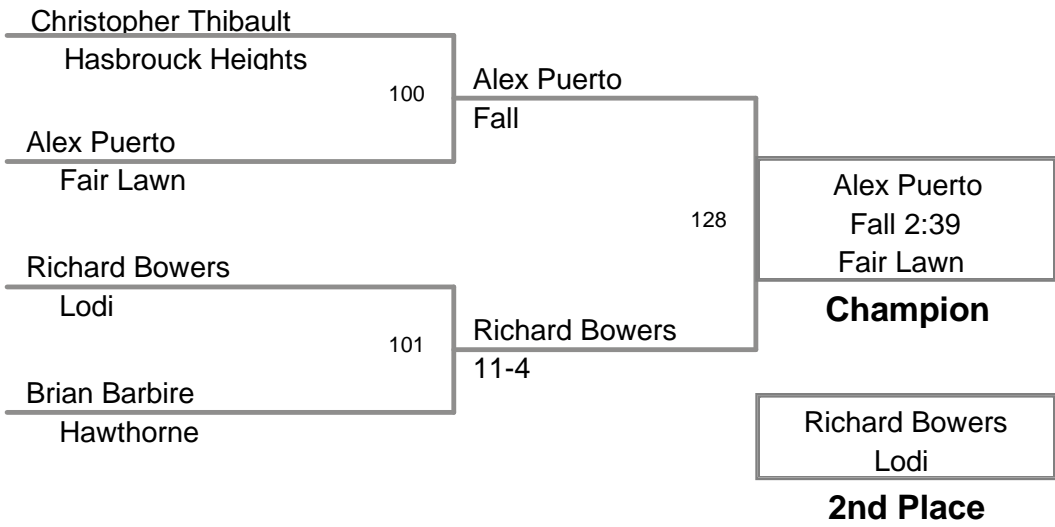 Christopher Thibault
Hasbrouck Heights
100
Alex Puerto
Fair Lawn
Alex Puerto
Fall
Richard Bowers
Lodi
101
Brian Barbire
Hawthorne
Richard Bowers
11-4
128
Alex Puerto
Fall 2:39
Fair Lawn
Champion
Richard Bowers
Lodi
2nd Place